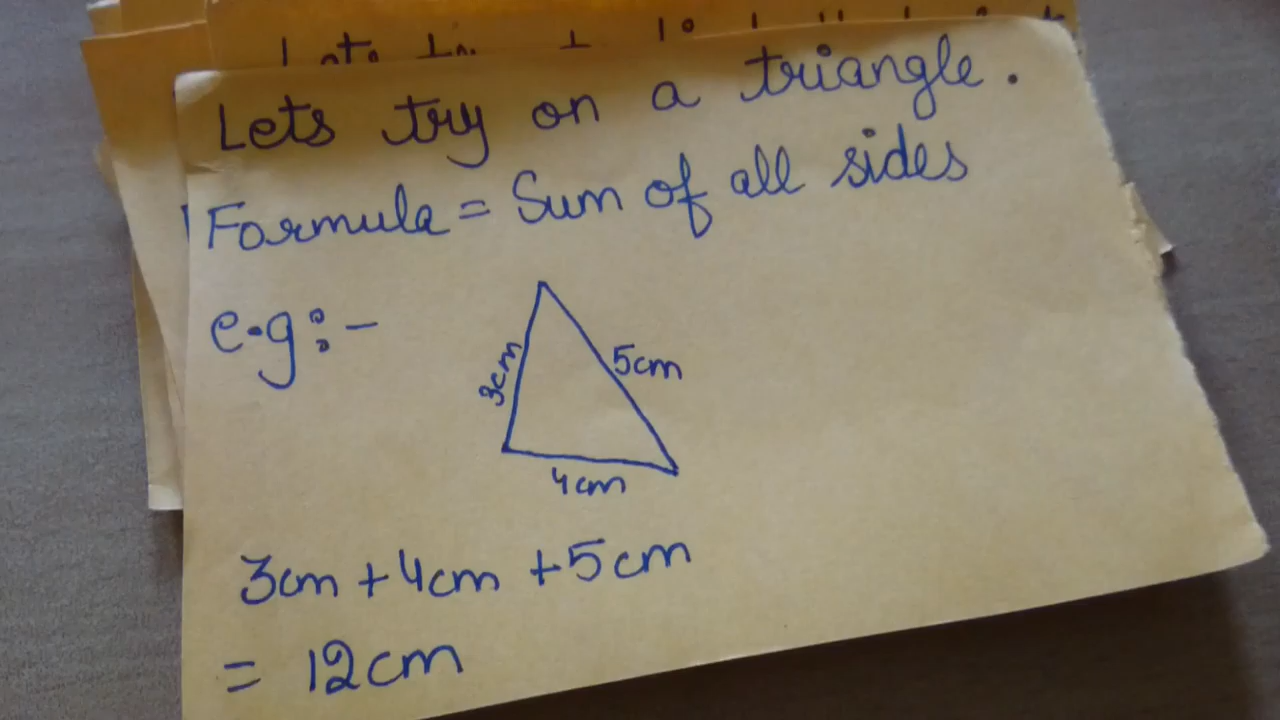 Lets try on a triangle.
Formula = Sum of all sides
e.g:-
3cm
5cm
4cm
3cm + 4cm + 5cm
= 12cm